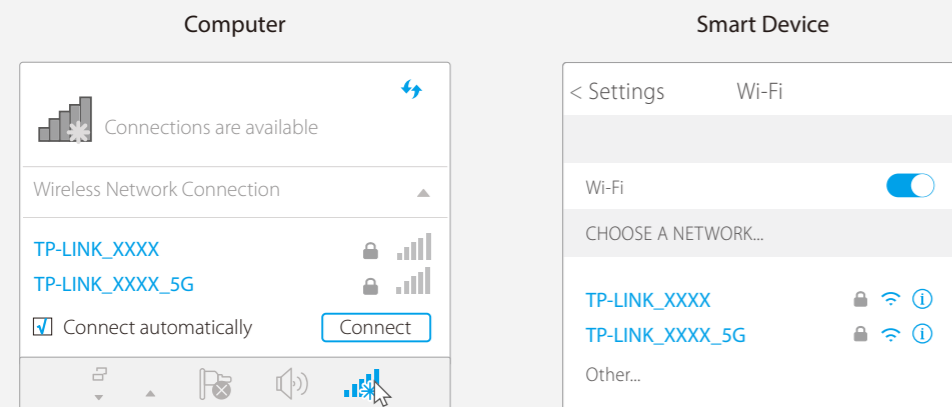 Computer
Connections are available
Wireless Network Connection
TP-LINK_XXXX
TP-LINK_XXXX_5G
Connect automatically
Connect
Smart Device
< Settings
Wi-Fi
Wi-Fi
CHOOSE A NETWORK...
TP-LINK_XXXX
TP-LINK_XXXX_5G
Other...